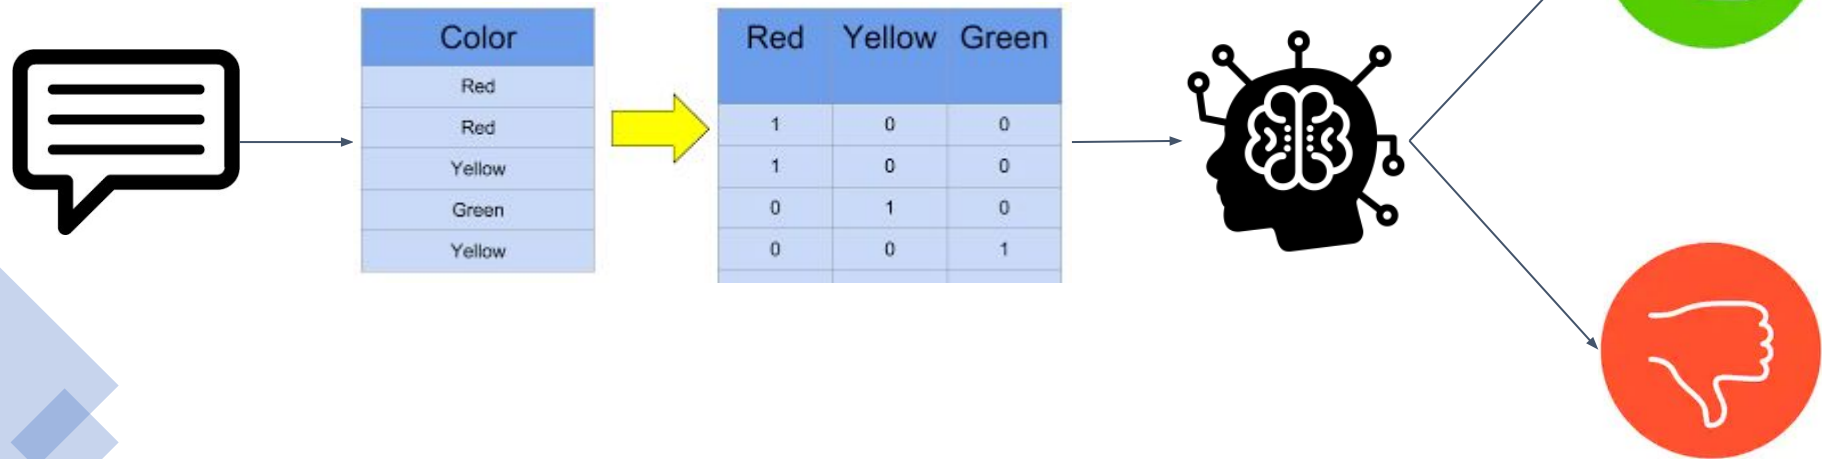 Color
Red
Red
Yellow
Green
Yellow
Red Yellow Green
1 0 0
1 0 0
0 1 0
0 0 1